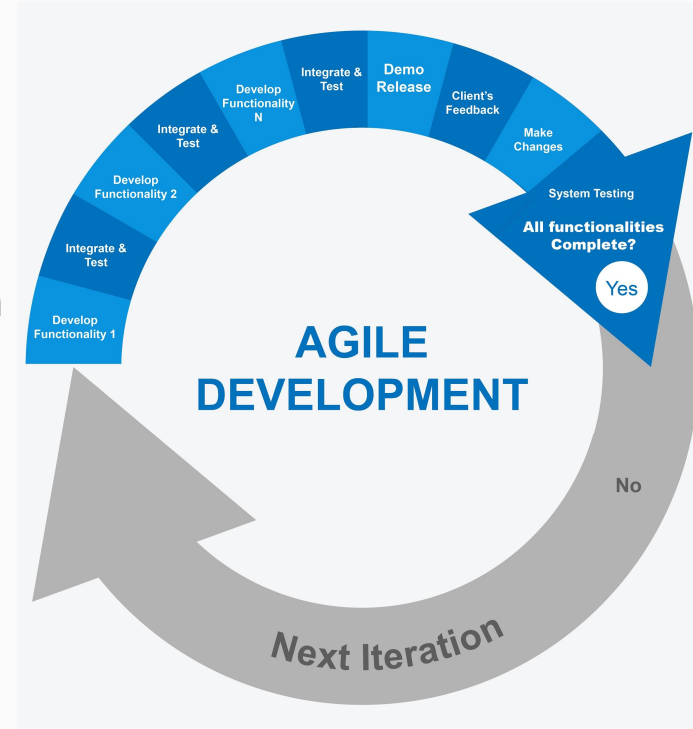 Develop
Functionality 1
Integrate &
Test
Develop
Functionality 2
Integrate &
Test
Develop
Functionality
N
Integrate &
Test
Demo
Release
Client's
Feedback
Make
Changes
System Testing
All functionalities
Complete?
Yes
AGILE
DEVELOPMENT
No
Next Iteration